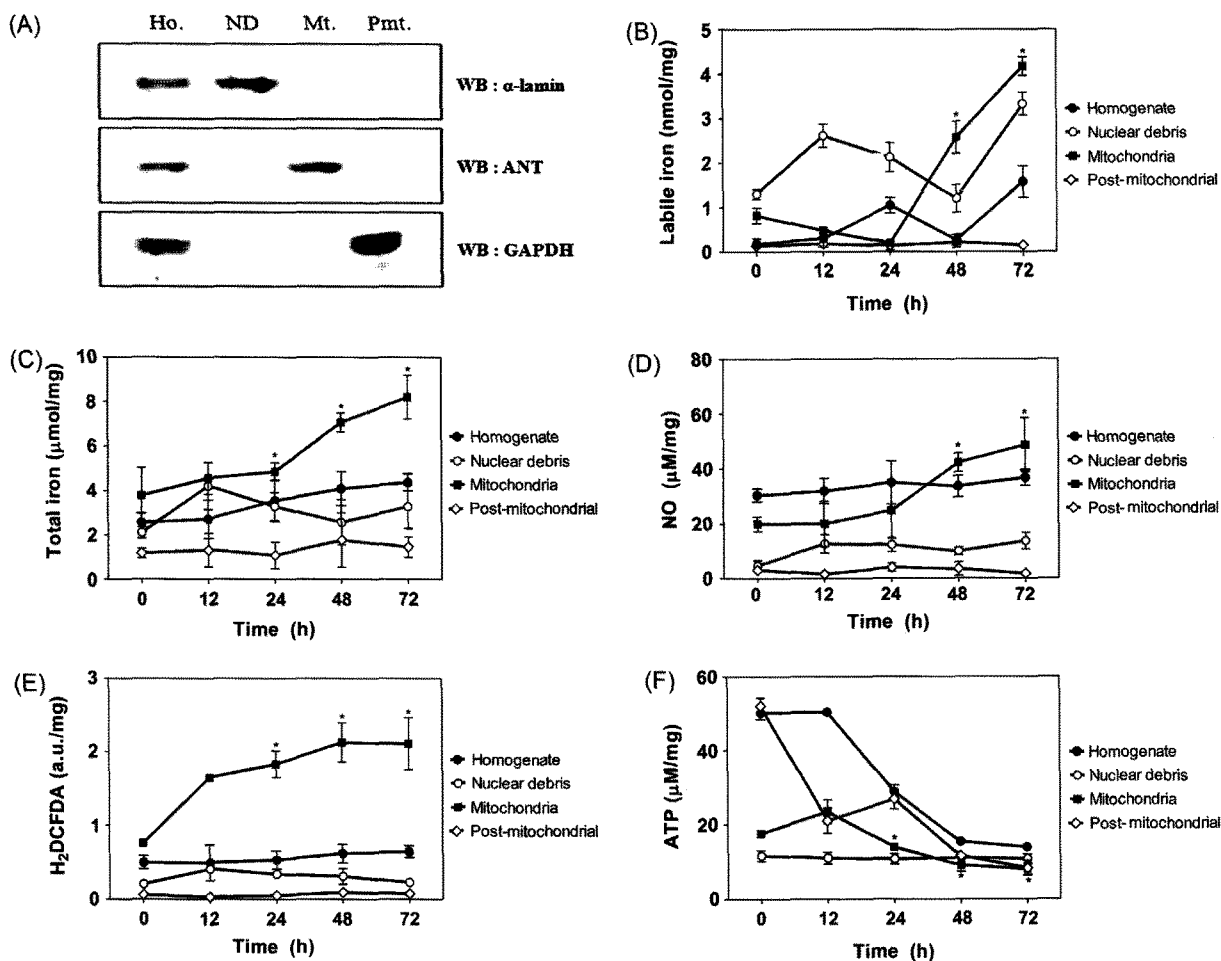 (A)
Ho. ND Mt. Pmt.
WB : α-lamin
WB : ANT
WB : GAPDH
(B)
Labile iron (nmol/mg)
5
4
3
2
1
0
* *
0 12 24 48 72
Time (h)
Homogenate
Nuclear debris
Mitochondria
Post-mitochondrial
(C)
Total iron (μmol/mg)
10
8
6
4
2
0
* * *
0 12 24 48 72
Time (h)
Homogenate
Nuclear debris
Mitochondria
Post-mitochondrial
(D)
NO (μM/mg)
80
60
40
20
0
* *
0 12 24 48 72
Time (h)
Homogenate
Nuclear debris
Mitochondria
Post-mitochondrial
(E)
H₂DCFDA (a.u./mg)
3
2
1
0
* * *
0 12 24 48 72
Time (h)
Homogenate
Nuclear debris
Mitochondria
Post-mitochondrial
(F)
ATP (μM/mg)
60
40
20
0
* * *
0 12 24 48 72
Time (h)
Homogenate
Nuclear debris
Mitochondria
Post-mitochondrial